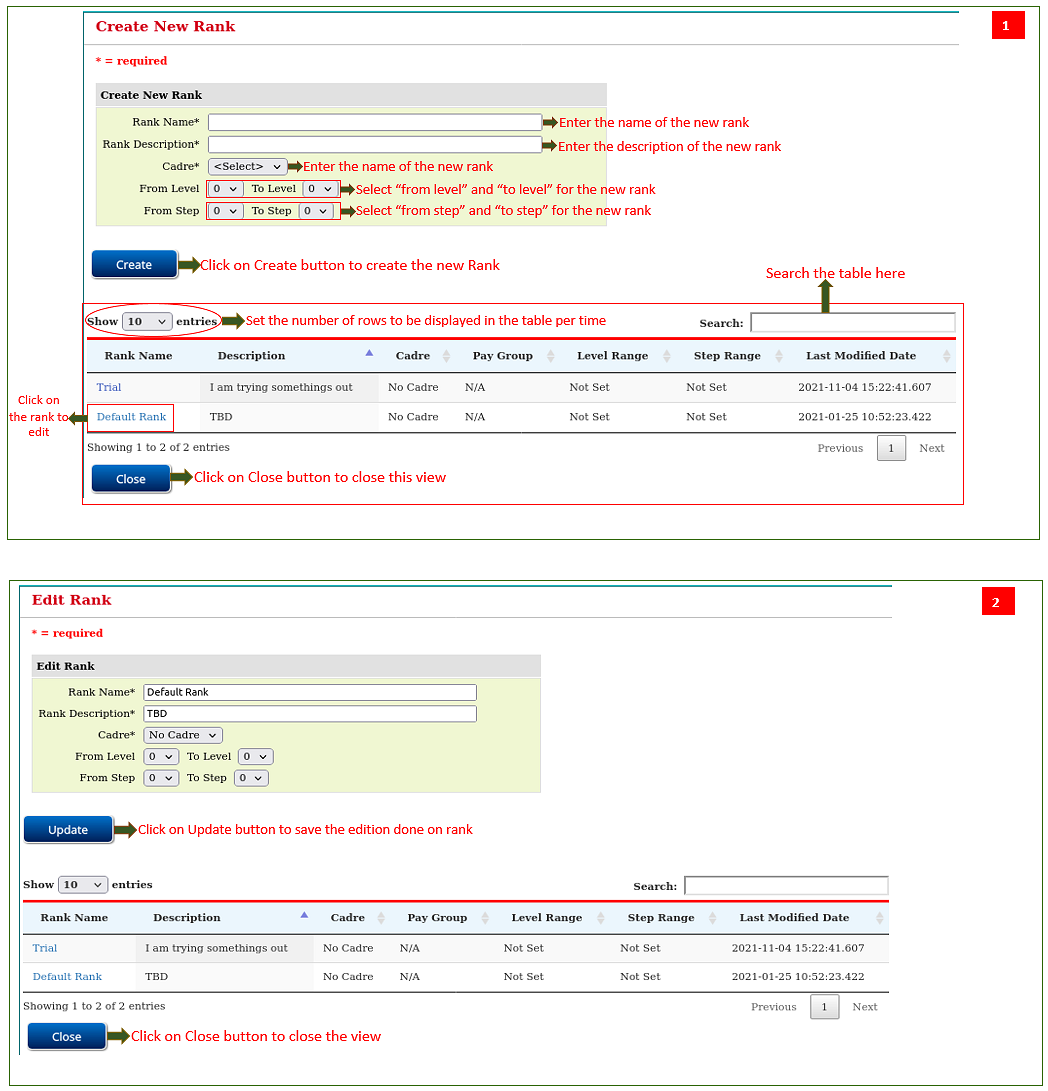 Create New Rank
1
* = required
Create New Rank
Rank Name* Enter the name of the new rank
Rank Description* Enter the description of the new rank
Cadre* <Select> Enter the name of the new rank
From Level 0 To Level 0 Select “from level” and “to level” for the new rank
From Step 0 To Step 0 Select “from step” and “to step” for the new rank
Create Click on Create button to create the new Rank
Search the table here
Show 10 entries Set the number of rows to be displayed in the table per time Search:
Rank Name Description Cadre Pay Group Level Range Step Range Last Modified Date
Trial I am trying somethings out No Cadre N/A Not Set Not Set 2021-11-04 15:22:41.607
Click on
the rank to
edit
Default Rank TBD No Cadre N/A Not Set Not Set 2021-01-25 10:52:23.422
Showing 1 to 2 of 2 entries Previous 1 Next
Close Click on Close button to close this view
Edit Rank
2
* = required
Edit Rank
Rank Name* Default Rank
Rank Description* TBD
Cadre* No Cadre
From Level 0 To Level 0
From Step 0 To Step 0
Update Click on Update button to save the edition done on rank
Show 10 entries Search:
Rank Name Description Cadre Pay Group Level Range Step Range Last Modified Date
Trial I am trying somethings out No Cadre N/A Not Set Not Set 2021-11-04 15:22:41.607
Default Rank TBD No Cadre N/A Not Set Not Set 2021-01-25 10:52:23.422
Showing 1 to 2 of 2 entries Previous 1 Next
Close Click on Close button to close the view